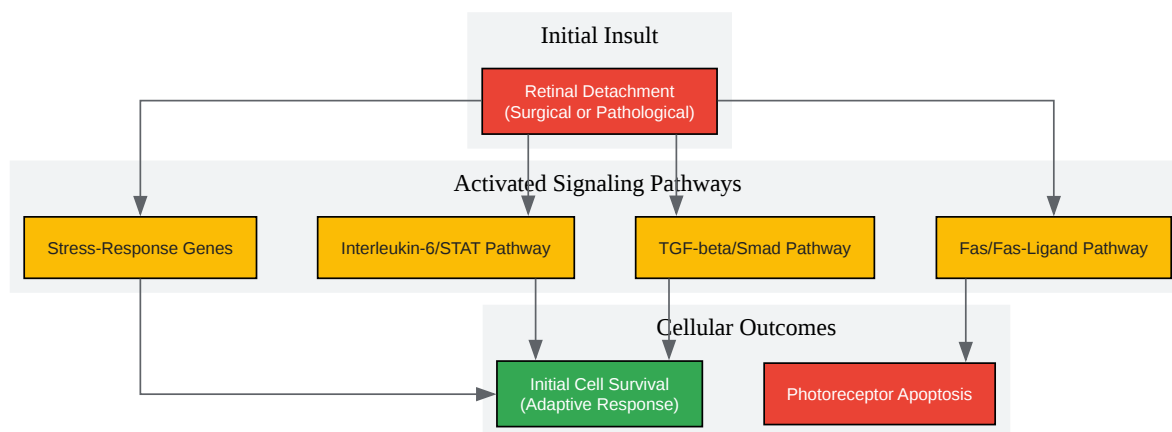 Initial Insult
Retinal Detachment
(Surgical or Pathological)
Activated Signaling Pathways
Stress-Response Genes
Interleukin-6/STAT Pathway
TGF-beta/Smad Pathway
Fas/Fas-Ligand Pathway
Cellular Outcomes
Initial Cell Survival
(Adaptive Response)
Photoreceptor Apoptosis